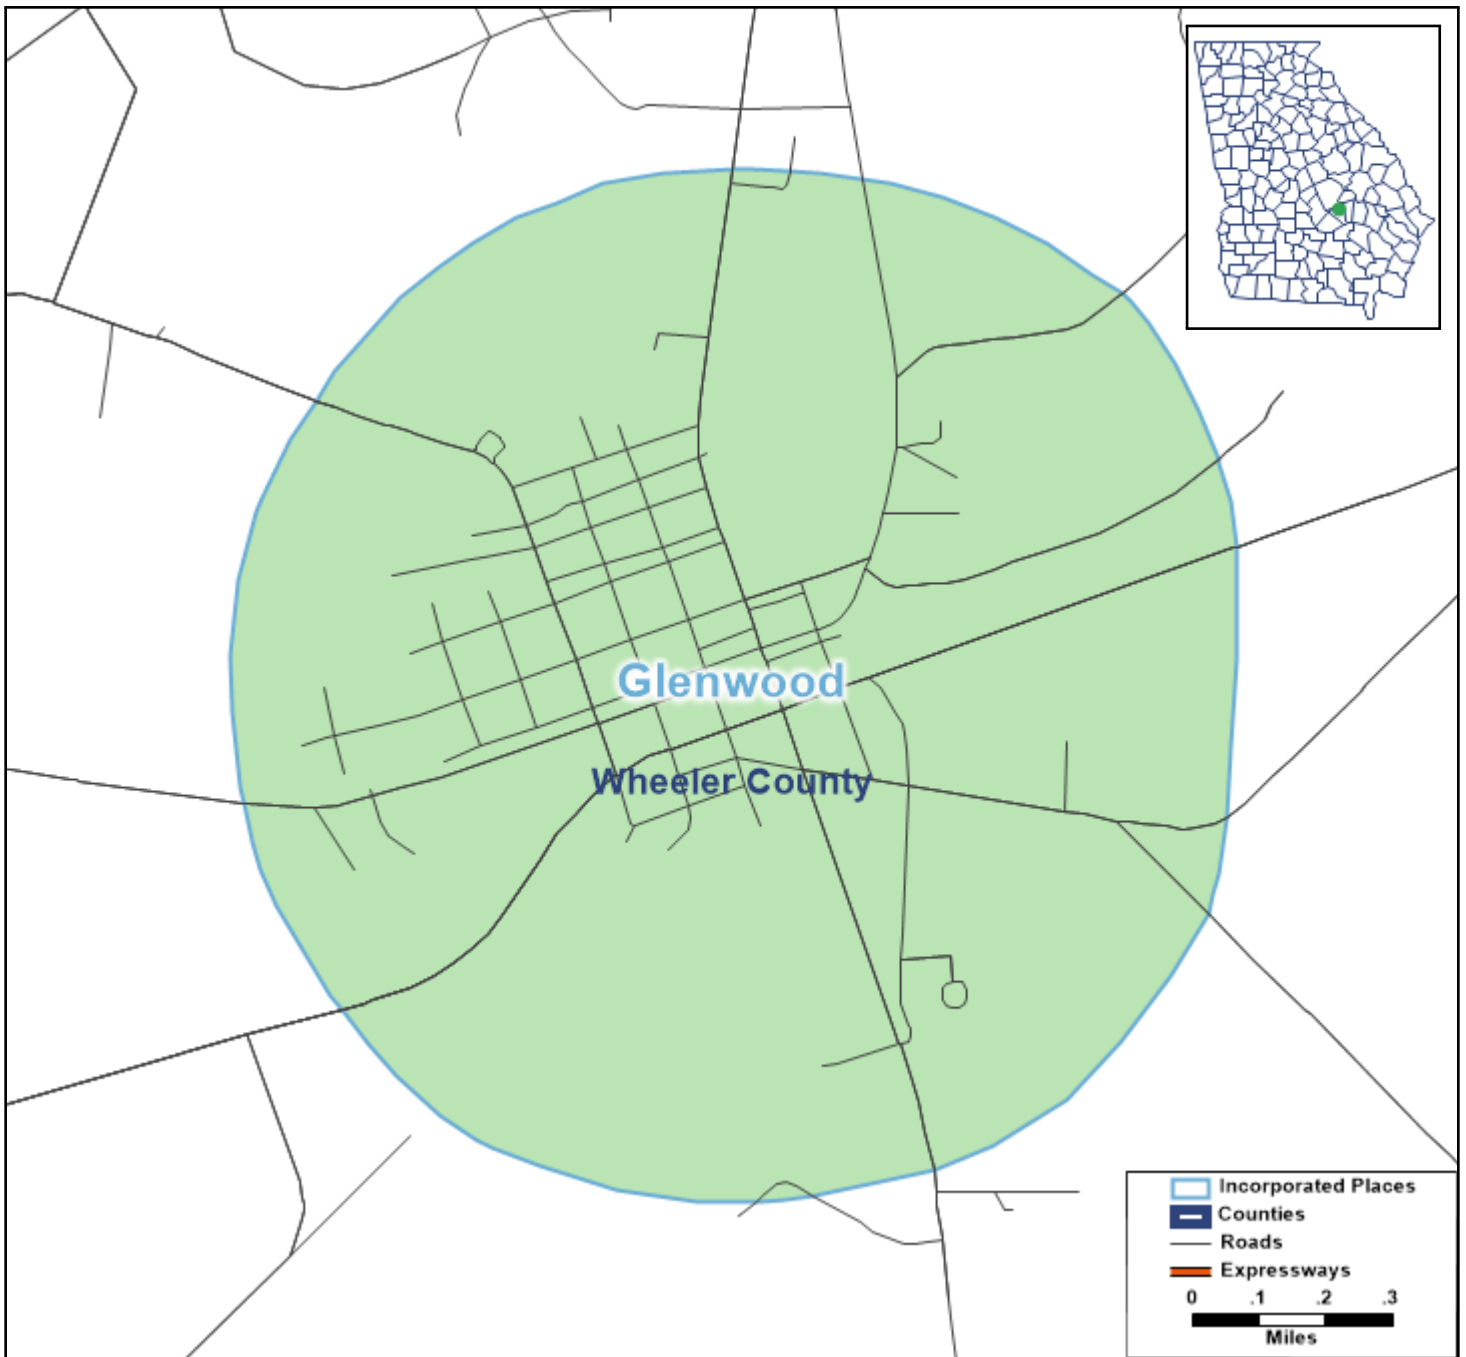 Glenwood
Wheeler County
Incorporated Places
Counties
Roads
Expressways
0 .1 .2 .3
Miles